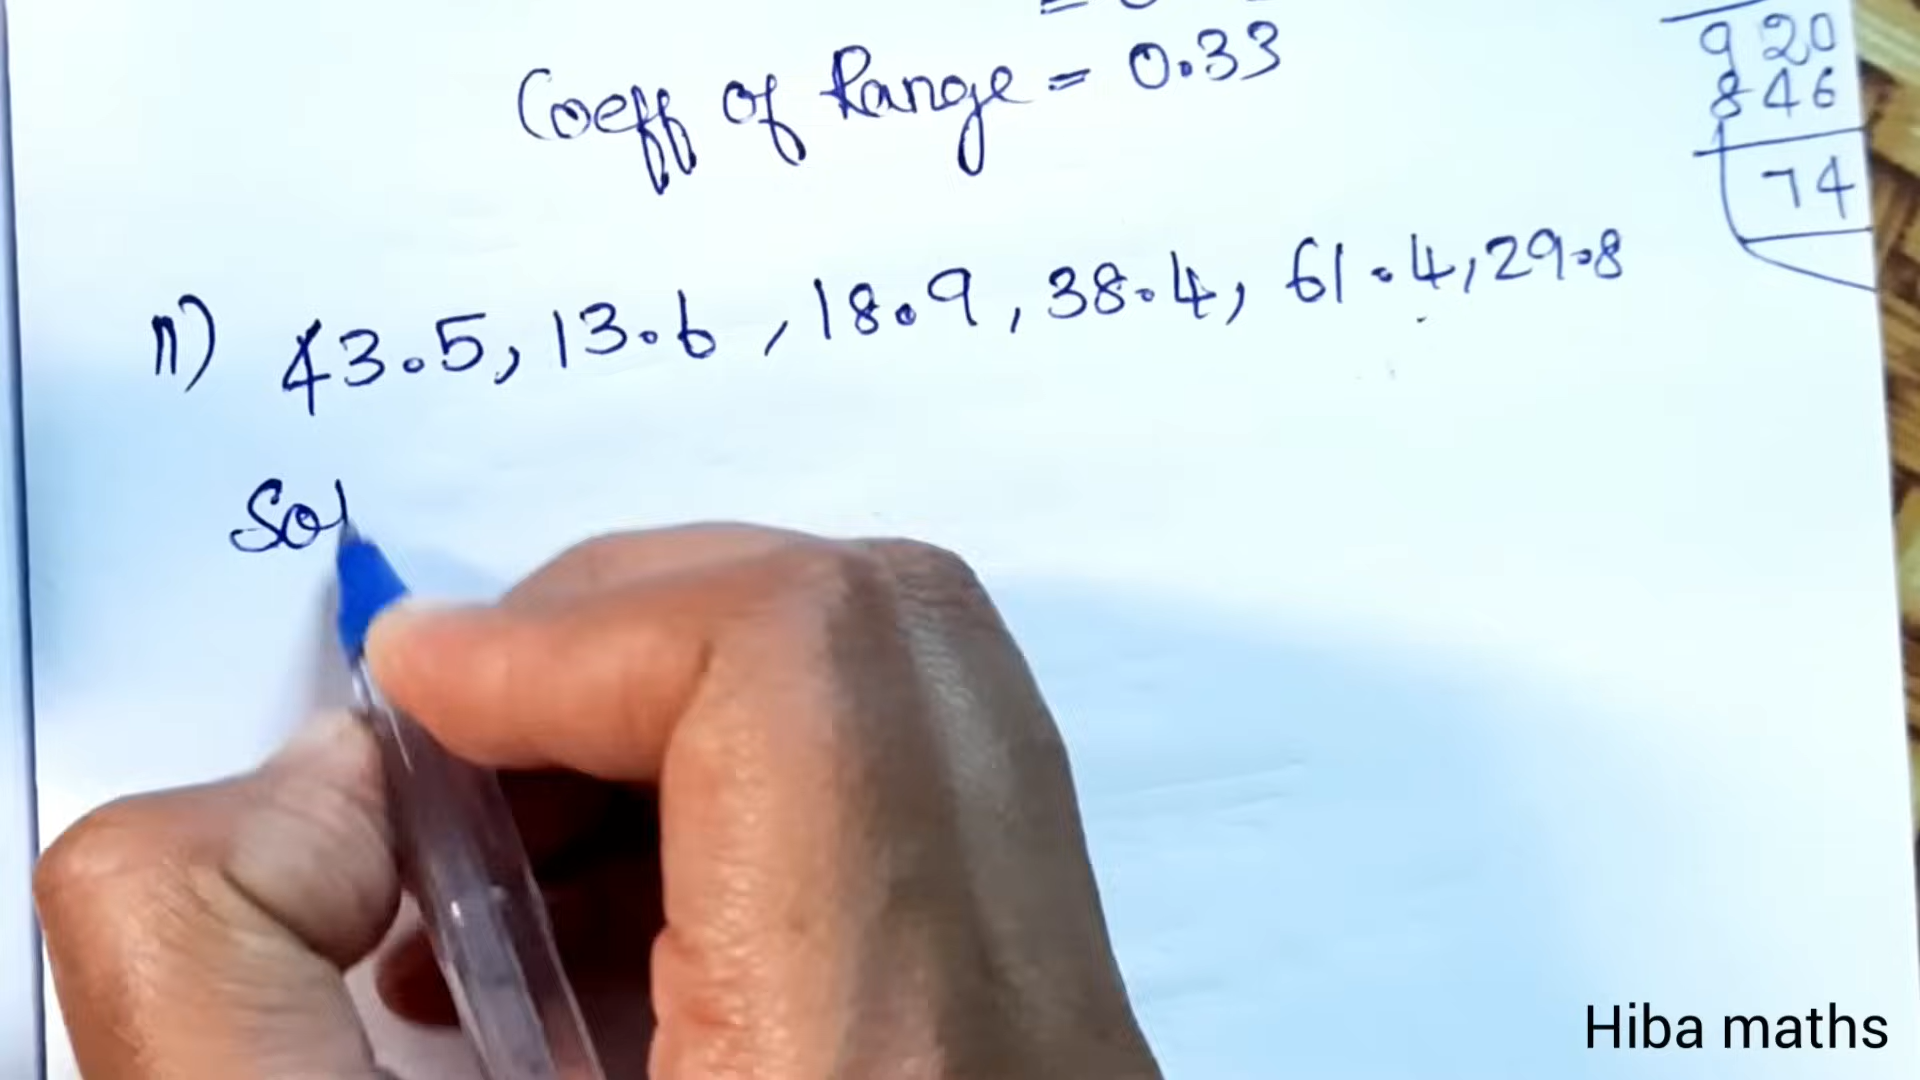 Coeff of Range = 0.33
920
846
74
11) 43.5, 13.6, 18.9, 38.4, 61.4, 29.8
Sol
Hiba maths